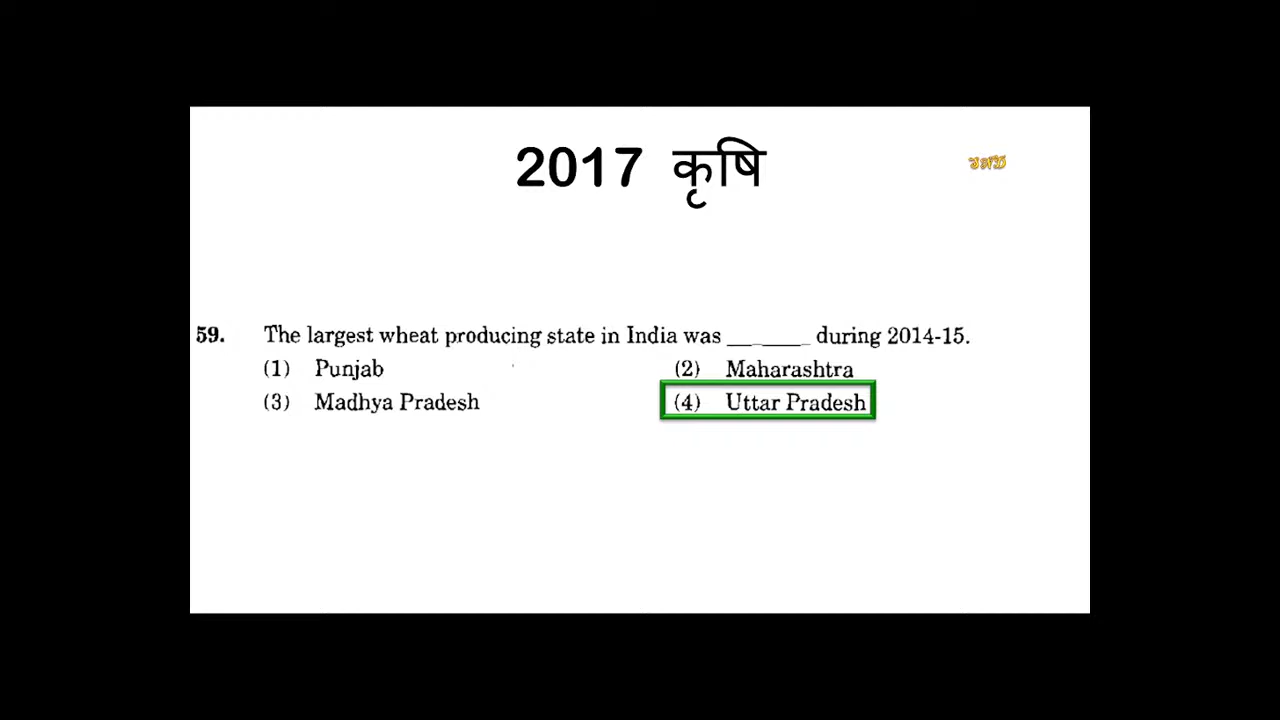 2017 कृषि
59. The largest wheat producing state in India was ______ during 2014-15.
(1) Punjab (2) Maharashtra
(3) Madhya Pradesh (4) Uttar Pradesh